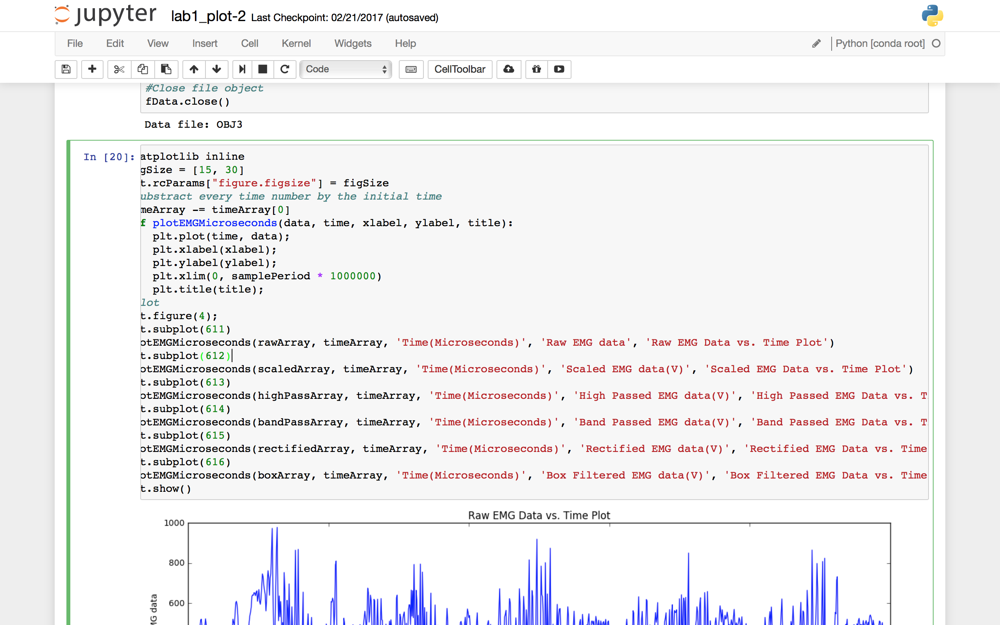 jupyter lab1_plot-2 Last Checkpoint: 02/21/2017 (autosaved)
File Edit View Insert Cell Kernel Widgets Help Python [conda root]
Code CellToolbar
#Close file object
fData.close()
Data file: OBJ3
In [20]:
atplotlib inline
gSize = [15, 30]
t.rcParams["figure.figsize"] = figSize
ubstract every time number by the initial time
meArray -= timeArray[0]
f plotEMGMicroseconds(data, time, xlabel, ylabel, title):
plt.plot(time, data);
plt.xlabel(xlabel);
plt.ylabel(ylabel);
plt.xlim(0, samplePeriod * 1000000)
plt.title(title);
lot
t.figure(4);
t.subplot(611)
otEMGMicroseconds(rawArray, timeArray, 'Time(Microseconds)', 'Raw EMG data', 'Raw EMG Data vs. Time Plot')
t.subplot(612)
otEMGMicroseconds(scaledArray, timeArray, 'Time(Microseconds)', 'Scaled EMG data(V)', 'Scaled EMG Data vs. Time Plot')
t.subplot(613)
otEMGMicroseconds(highPassArray, timeArray, 'Time(Microseconds)', 'High Passed EMG data(V)', 'High Passed EMG Data vs. T
t.subplot(614)
otEMGMicroseconds(bandPassArray, timeArray, 'Time(Microseconds)', 'Band Passed EMG data(V)', 'Band Passed EMG Data vs. T
t.subplot(615)
otEMGMicroseconds(rectifiedArray, timeArray, 'Time(Microseconds)', 'Rectified EMG data(V)', 'Rectified EMG Data vs. Time
t.subplot(616)
otEMGMicroseconds(boxArray, timeArray, 'Time(Microseconds)', 'Box Filtered EMG data(V)', 'Box Filtered EMG Data vs. Time
t.show()
Raw EMG Data vs. Time Plot
1000
800
600
MG data